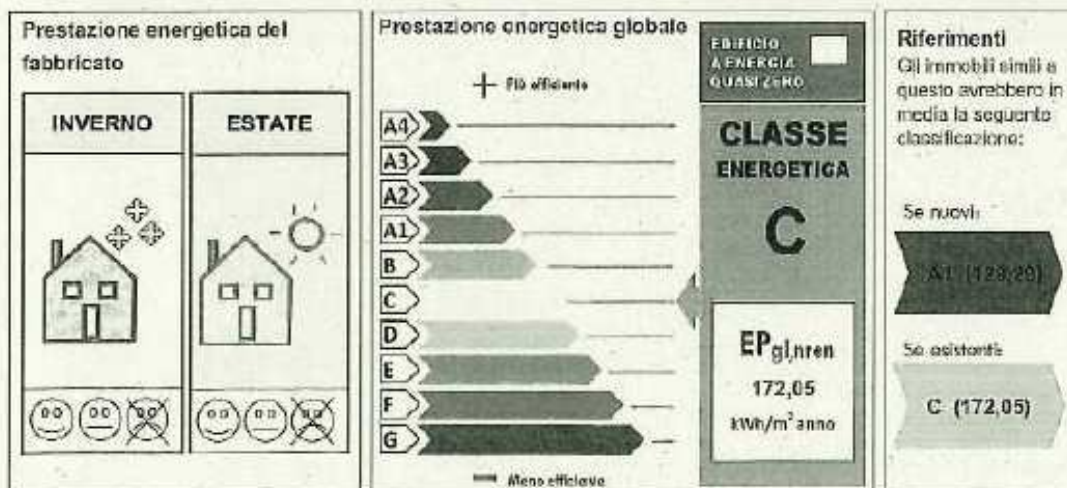 Prestazione energetica del
fabbricato
INVERNO
ESTATE
Prestazione energetica globale
Più efficiente
A4
A3
A2
A1
B
C
D
E
F
G
Meno efficiente
EDIFICIO
A ENERGIA
QUASI ZERO
CLASSE
ENERGETICA
C
EPgl,nren
172,05
kWh/m² anno
Riferimenti
Gli immobili simili a
questo avrebbero in
media la seguente
classificazione:
Se nuovi:
A1
Se esistenti:
C (172,05)